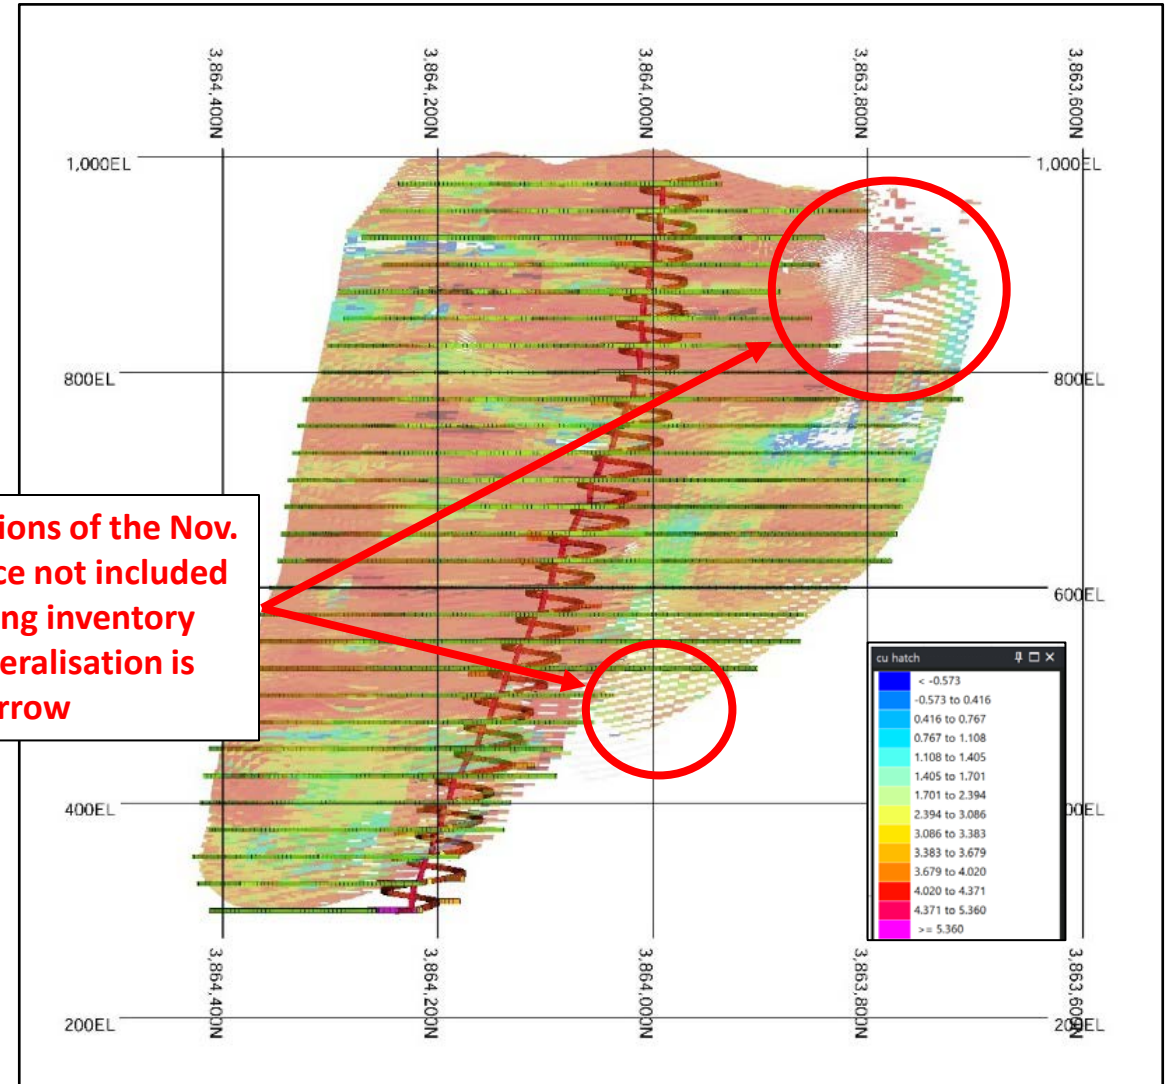 3,864,400N
3,864,200N
3,864,000N
3,863,800N
3,863,600N
1,000EL
1,000EL
800EL
800EL
ions of the Nov.
ce not included
ng inventory
eralisation is
rrow
600EL
cu hatch
< -0.573
-0.573 to 0.416
0.416 to 0.767
0.767 to 1.108
1.108 to 1.405
1.405 to 1.701
1.701 to 2.394
2.394 to 3.086
3.086 to 3.383
3.383 to 3.679
3.679 to 4.020
4.020 to 4.371
4.371 to 5.360
>= 5.360
400EL
00EL
3,864,400N
3,864,200N
3,864,000N
3,863,800N
3,863,600N
200EL
200EL